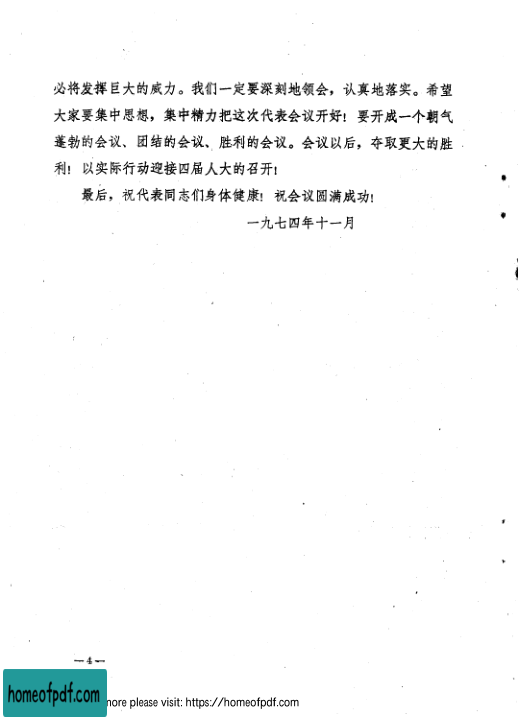 必将发挥巨大的威力。我们一定要深刻地领会，认真地落实。希望
大家要集中思想，集中精力把这次代表会议开好！要开成一个朝气
蓬勃的会议、团结的会议、胜利的会议。会议以后，夺取更大的胜
利！以实际行动迎接四届人大的召开！
最后，祝代表同志们身体健康！祝会议圆满成功！
一九七四年十一月
—4—
homeofpdf.com
more please visit: https://homeofpdf.com